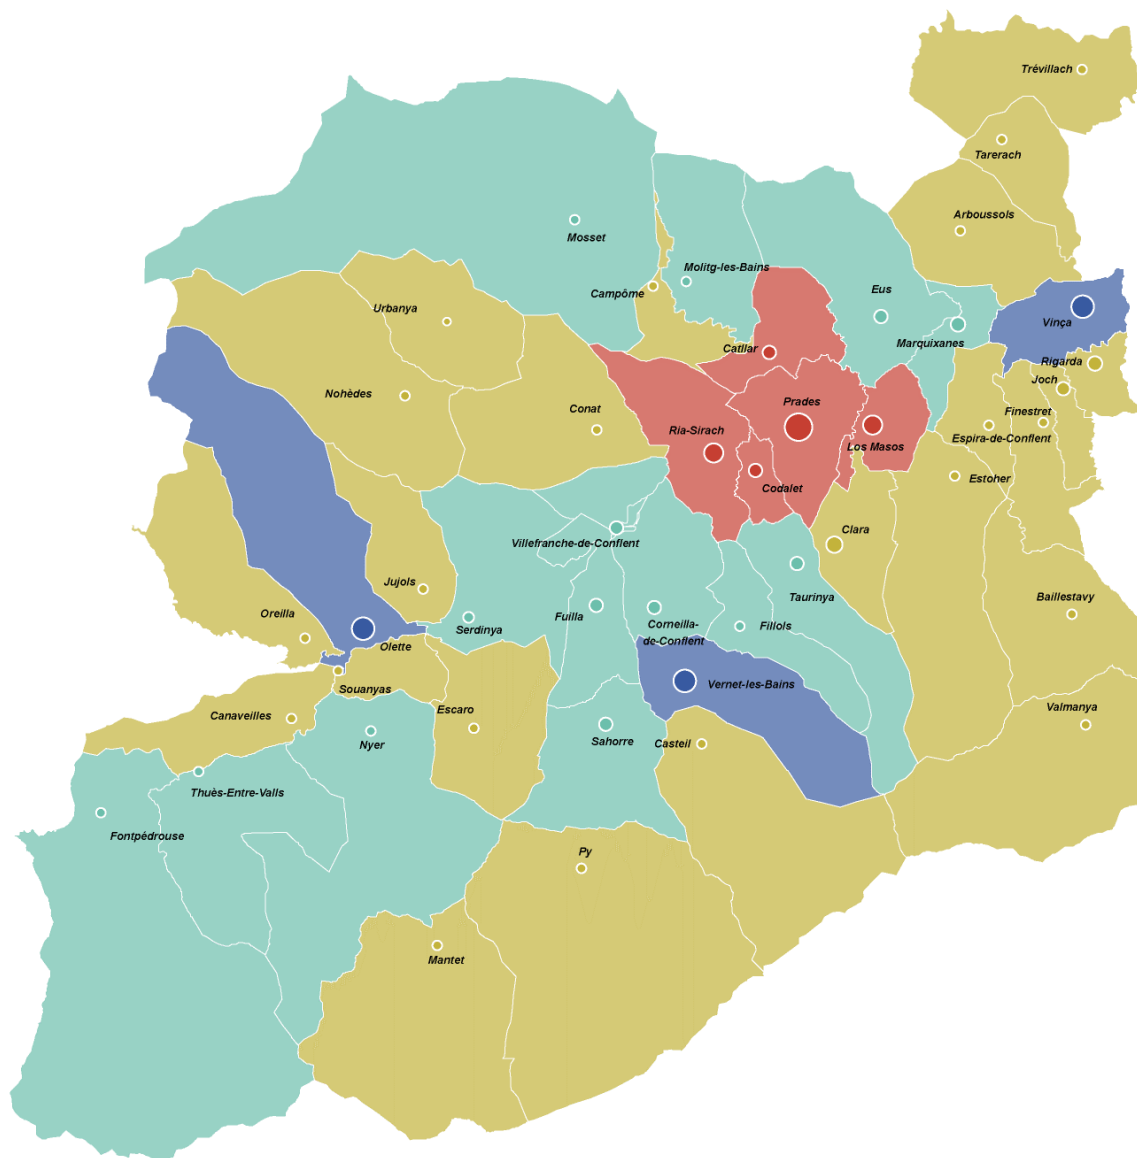 Trévillach
Tarerach
Arboussols
Mosset
Molitg-les-Bains
Campôme
Eus
Urbanya
Vinça
Marquixanes
Catllar
Rigarda
Joch
Nohèdes
Prades
Conat
Finestret
Ria-Sirach
Los Masos
Espira-de-Conflent
Estoher
Codalet
Clara
Villefranche-de-Conflent
Jujols
Taurinya
Baillestavy
Oreilla
Fuilla
Serdinya
Corneilla-
de-Conflent
Filiols
Olette
Souanyas
Vernet-les-Bains
Canaveilles
Escaro
Valmanya
Nyer
Sahorre
Casteil
Thuès-Entre-Valls
Fontpédrouse
Py
Mantet